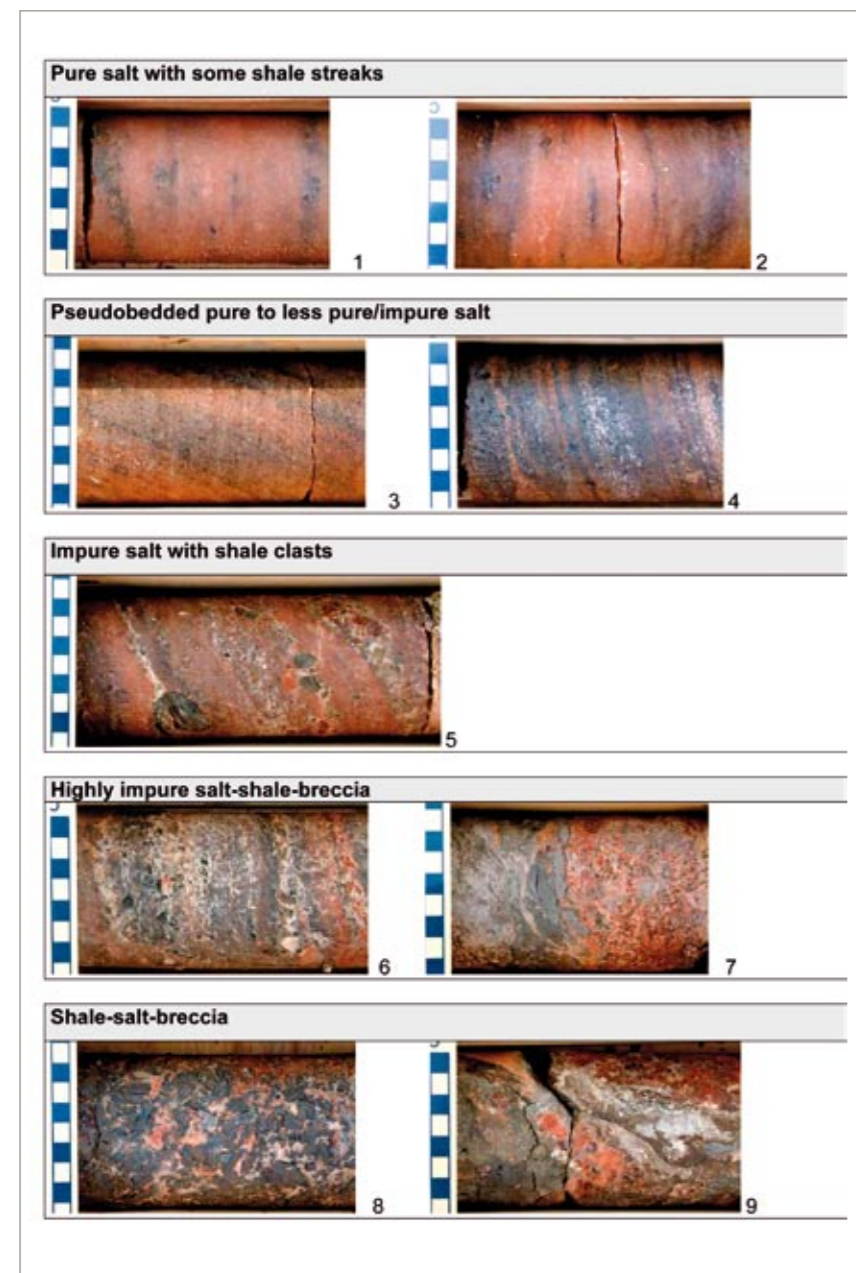 Pure salt with some shale streaks
1
2
Pseudobedded pure to less pure/impure salt
3
4
Impure salt with shale clasts
5
Highly impure salt-shale-breccia
6
7
Shale-salt-breccia
8
9